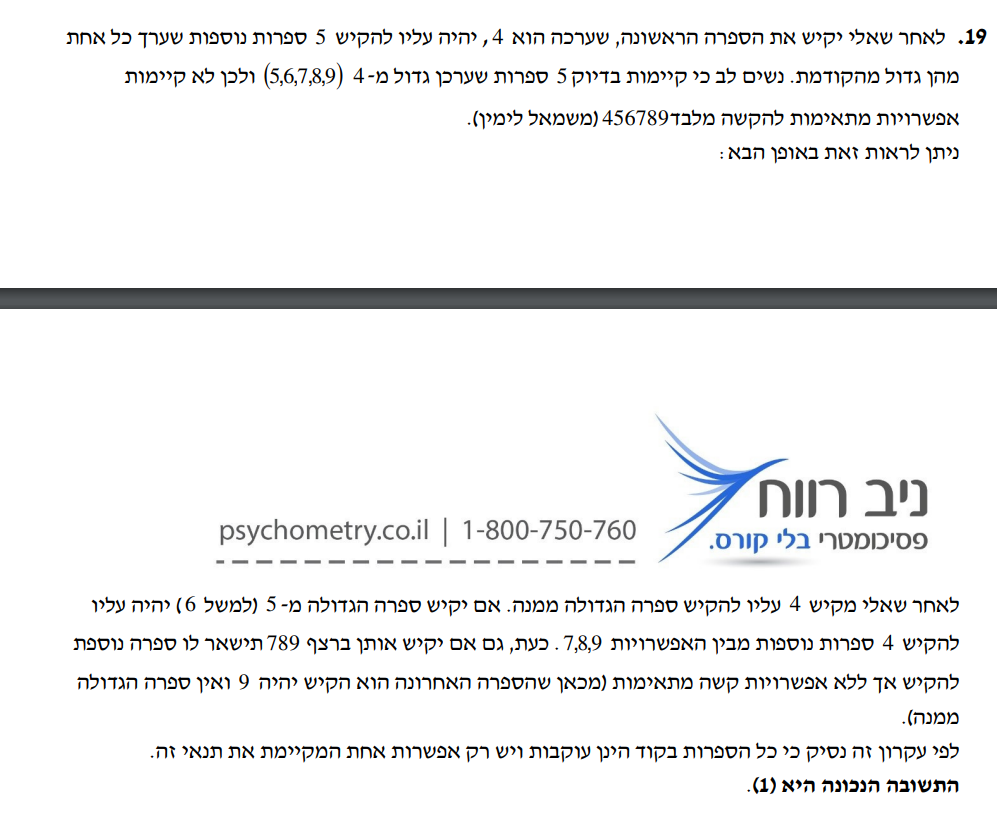 19. לאחר שאלי יקיש את הספרה הראשונה, שערכה הוא 4, יהיה עליו להקיש 5 ספרות נוספות שערך כל אחת
מהן גדול מהקודמת. נשים לב כי קיימות בדיוק 5 ספרות שערכן גדול מ-4 (5,6,7,8,9) ולכן לא קיימות
אפשרויות מתאימות להקשה מלבד 456789 (משמאל לימין).
ניתן לראות זאת באופן הבא:
ניב רווח
פסיכומטרי בלי קורס.
psychometry.co.il | 1-800-750-760
לאחר שאלי מקיש 4 עליו להקיש ספרה הגדולה ממנה. אם יקיש ספרה הגדולה מ-5 (למשל 6) יהיה עליו
להקיש 4 ספרות נוספות מבין האפשרויות 7,8,9. כעת, גם אם יקיש אותן ברצף 789 תישאר לו ספרה נוספת
להקיש אך ללא אפשרויות קשה מתאימות (מכאן שהספרה האחרונה הוא הקיש יהיה 9 ואין ספרה הגדולה
ממנה).
לפי עקרון זה נסיק כי כל הספרות בקוד הינן עוקבות ויש רק אפשרות אחת המקיימת את תנאי זה.
התשובה הנכונה היא (1).